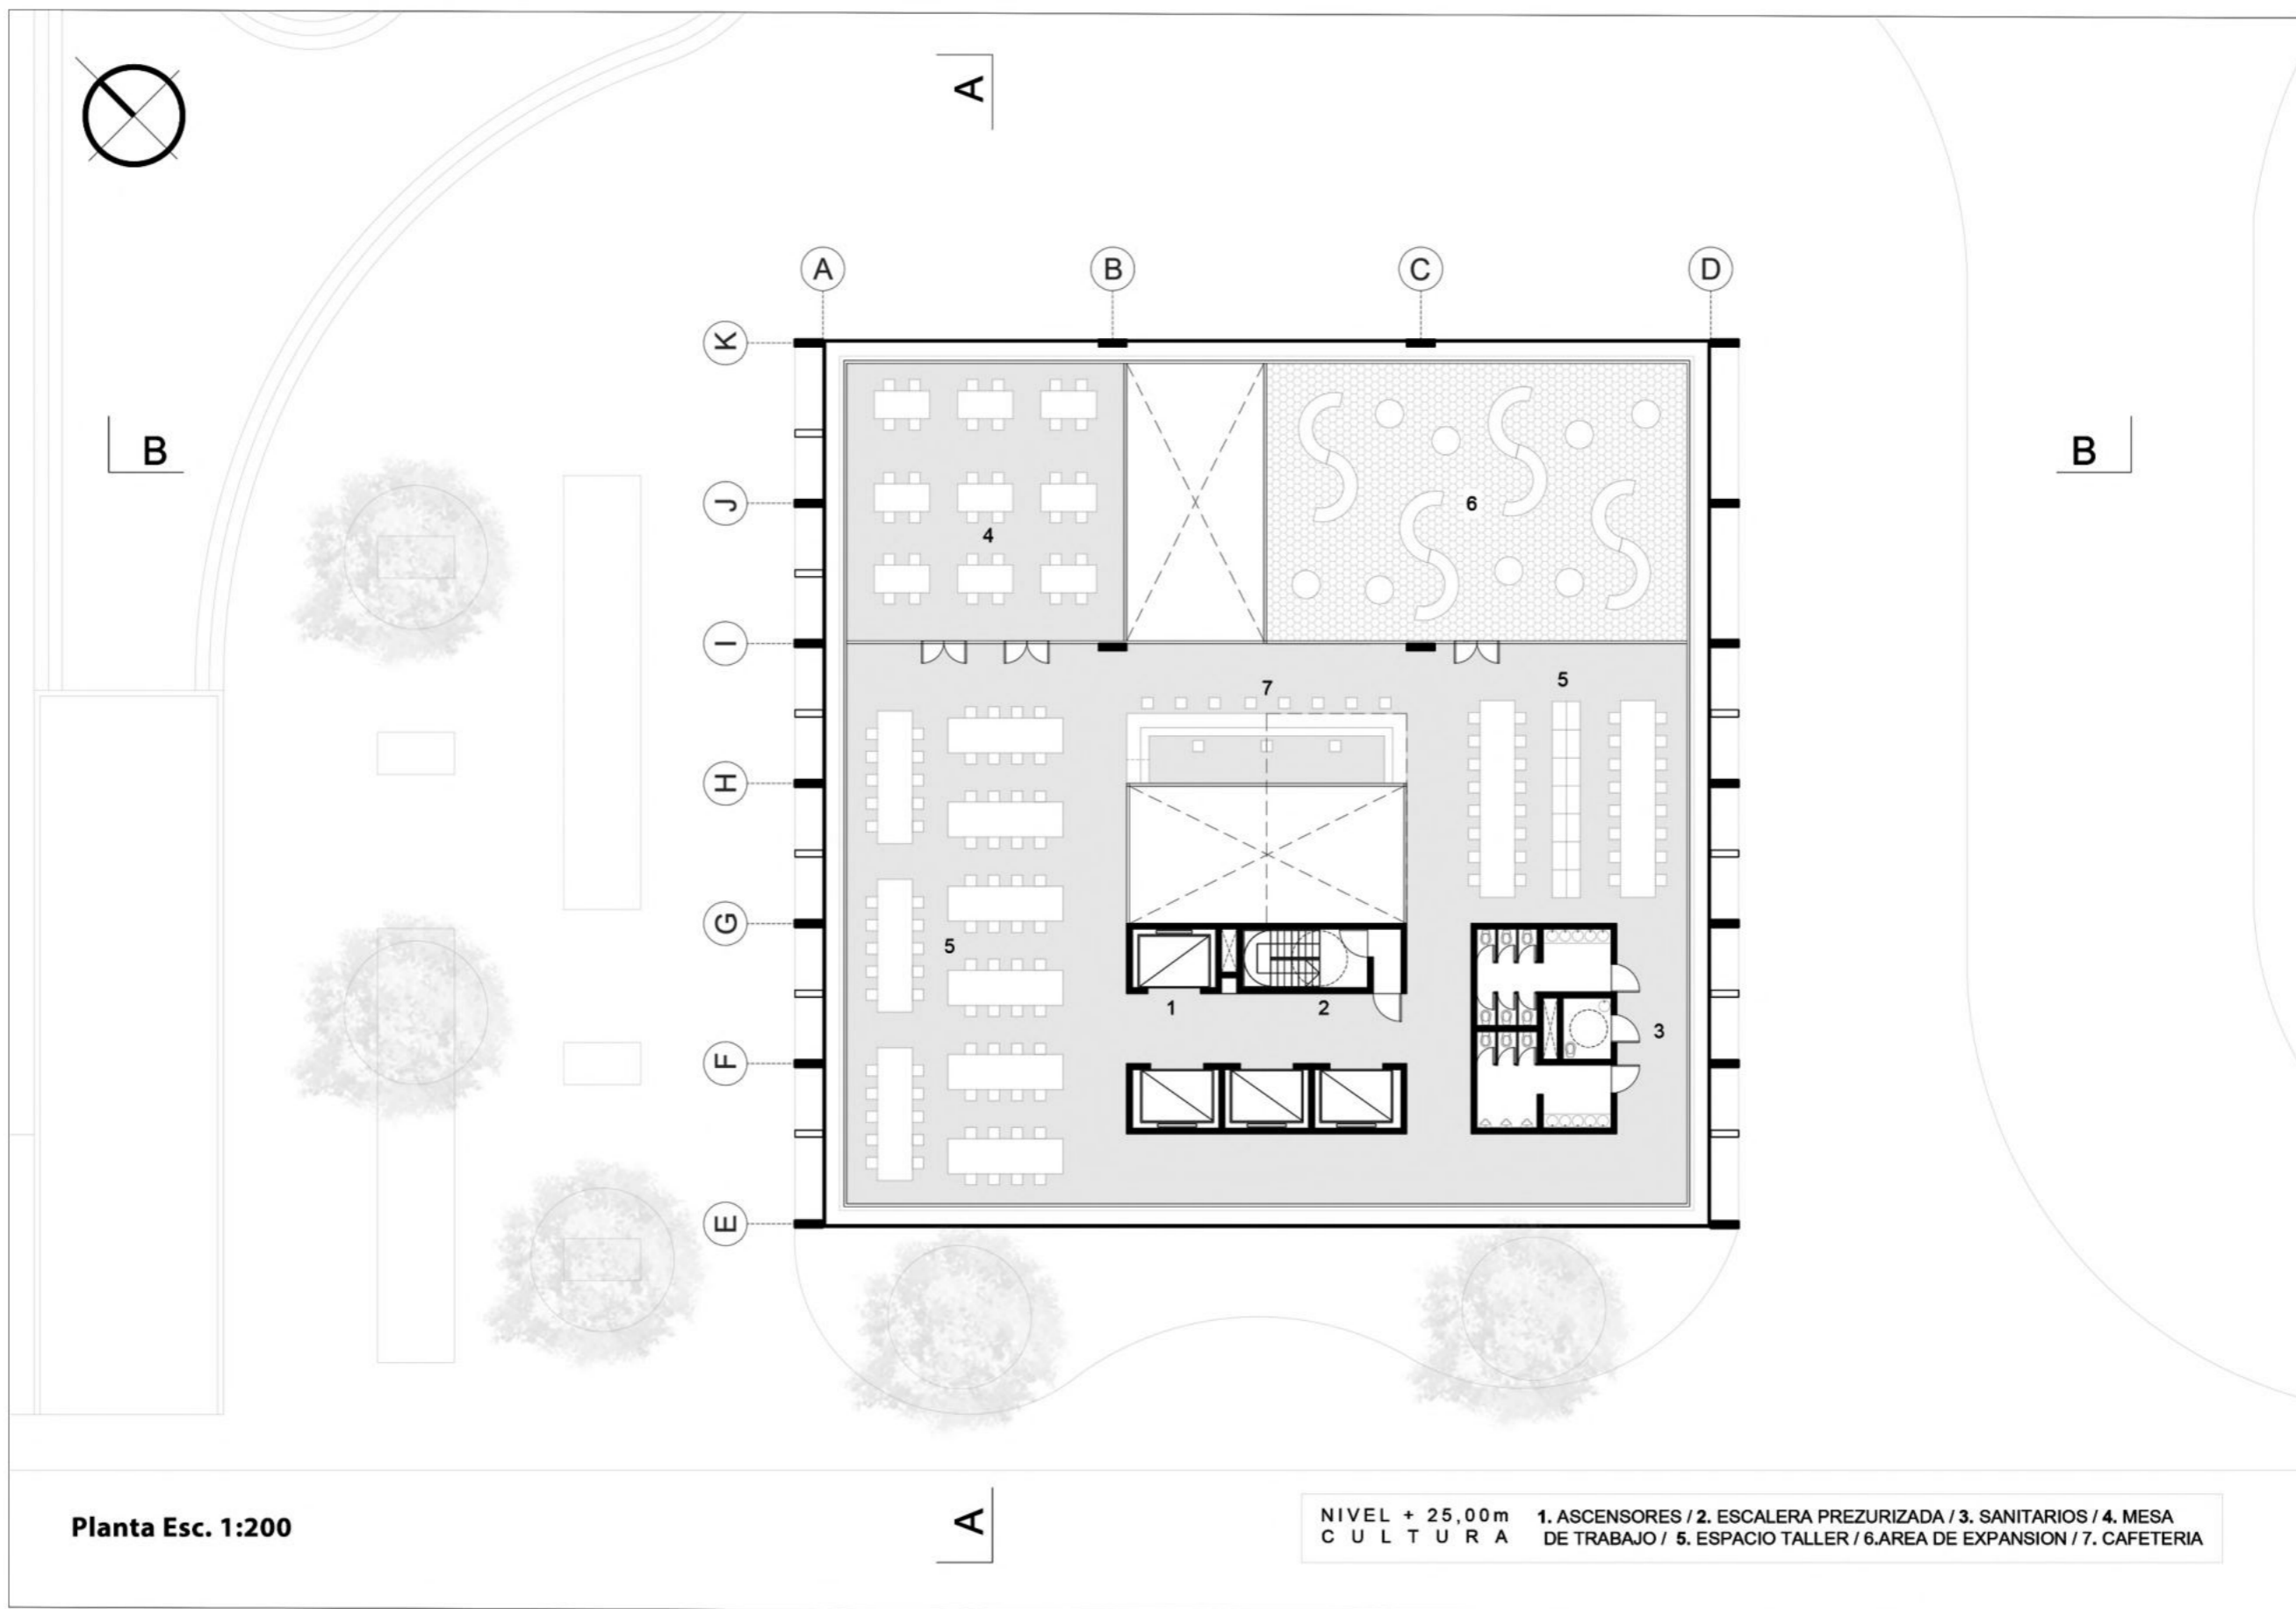 A
A
B
C
D
K
B
B
J
6
4
I
5
7
H
G
5
1
2
3
F
E
Planta Esc. 1:200
A
NIVEL + 25,00m
CULTURA
1. ASCENSORES / 2. ESCALERA PREZURIZADA / 3. SANITARIOS / 4. MESA
DE TRABAJO / 5. ESPACIO TALLER / 6.AREA DE EXPANSION / 7. CAFETERIA